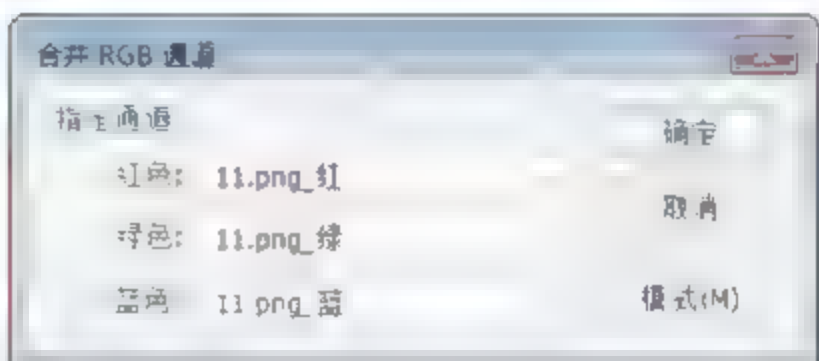 合并 RGB 通道
指定通道
确定
红色: 11.png_红
取消
绿色: 11.png_绿
蓝色: 11.png_蓝
模式(M)